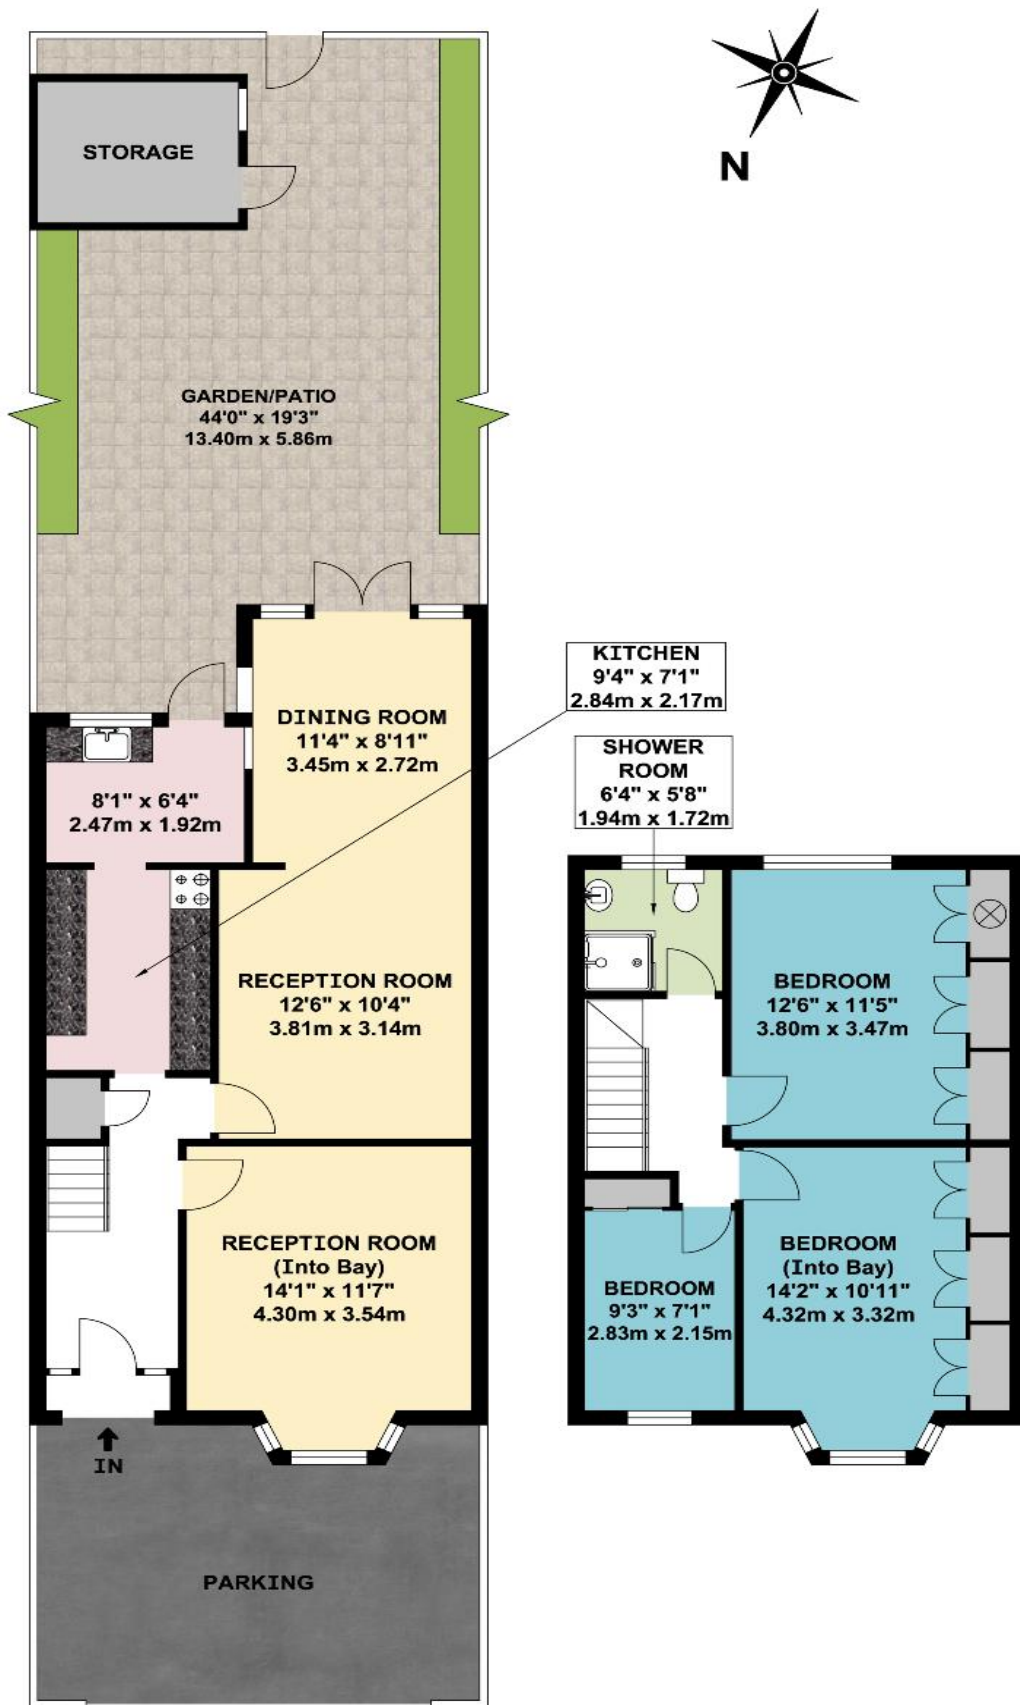 N
STORAGE
GARDEN/PATIO
44'0" x 19'3"
13.40m x 5.86m
KITCHEN
9'4" x 7'1"
2.84m x 2.17m
DINING ROOM
11'4" x 8'11"
3.45m x 2.72m
SHOWER
ROOM
6'4" x 5'8"
1.94m x 1.72m
8'1" x 6'4"
2.47m x 1.92m
RECEPTION ROOM
12'6" x 10'4"
3.81m x 3.14m
BEDROOM
12'6" x 11'5"
3.80m x 3.47m
RECEPTION ROOM
(Into Bay)
14'1" x 11'7"
4.30m x 3.54m
BEDROOM
9'3" x 7'1"
2.83m x 2.15m
BEDROOM
(Into Bay)
14'2" x 10'11"
4.32m x 3.32m
IN
PARKING